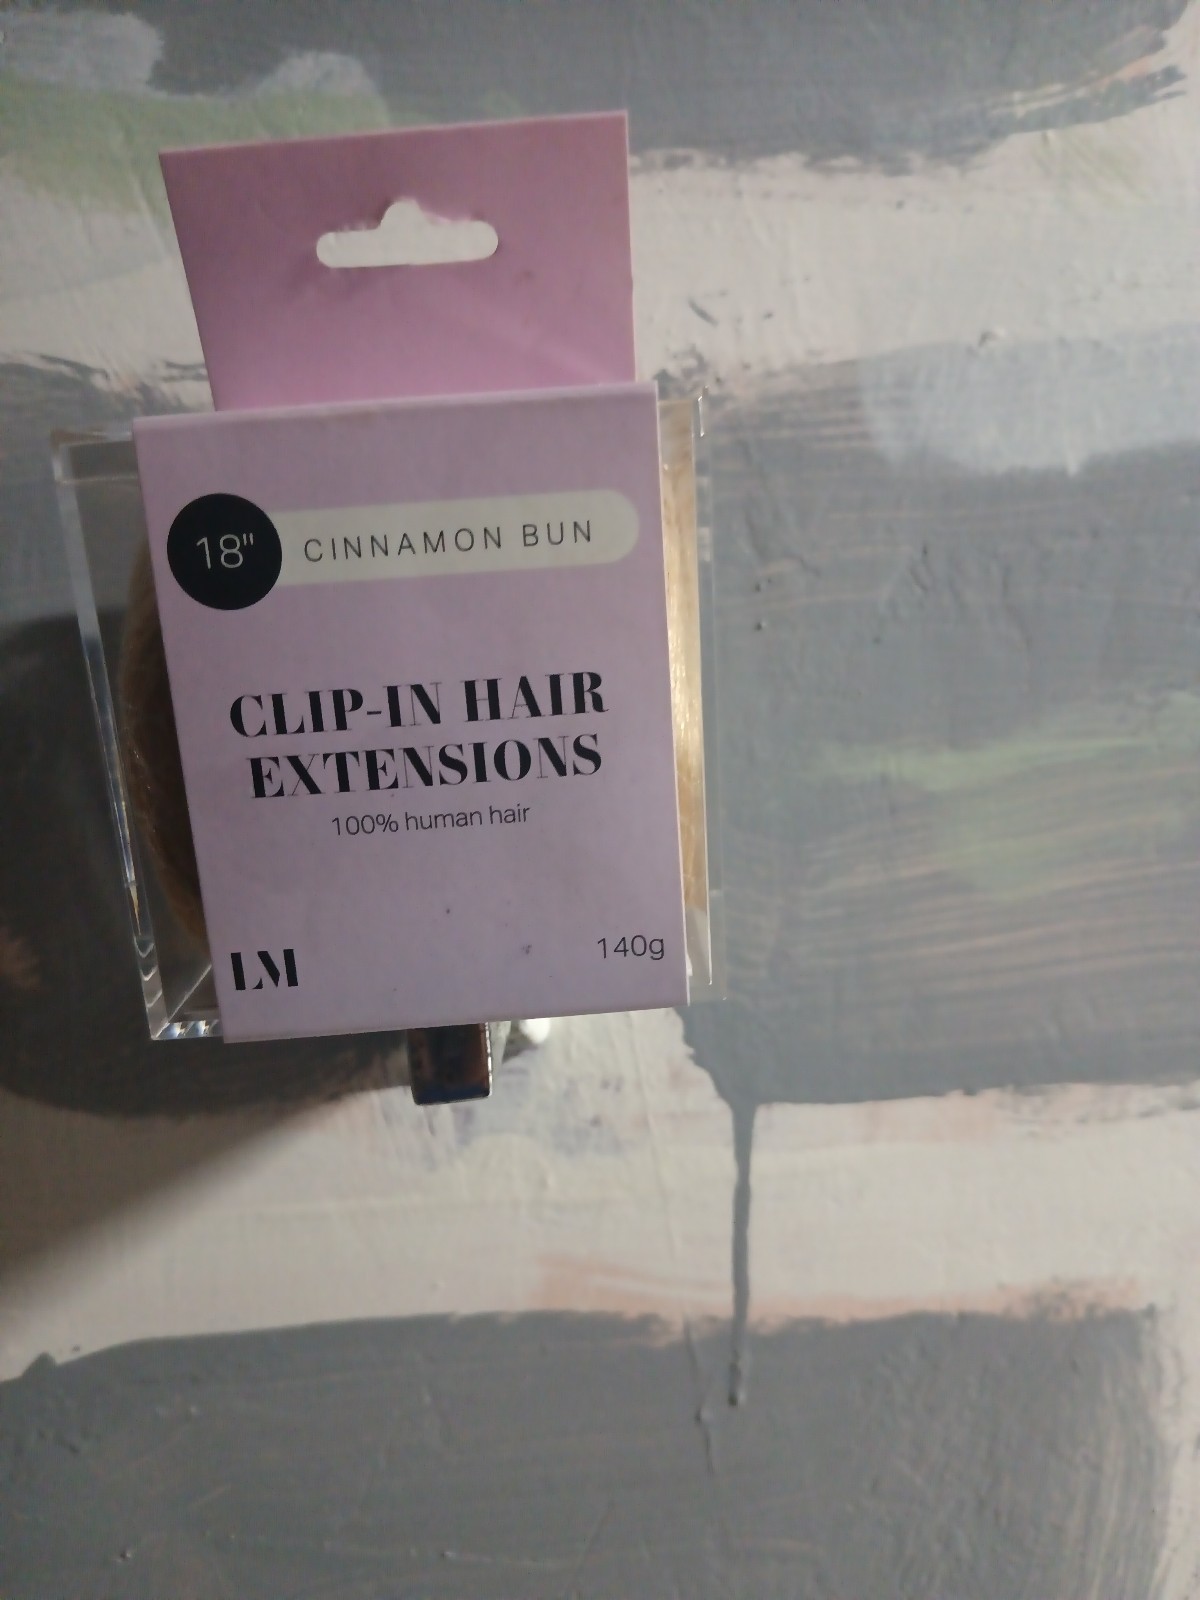 18" CINNAMON BUN
CLIP-IN HAIR
EXTENSIONS
100% human hair
LM 140g